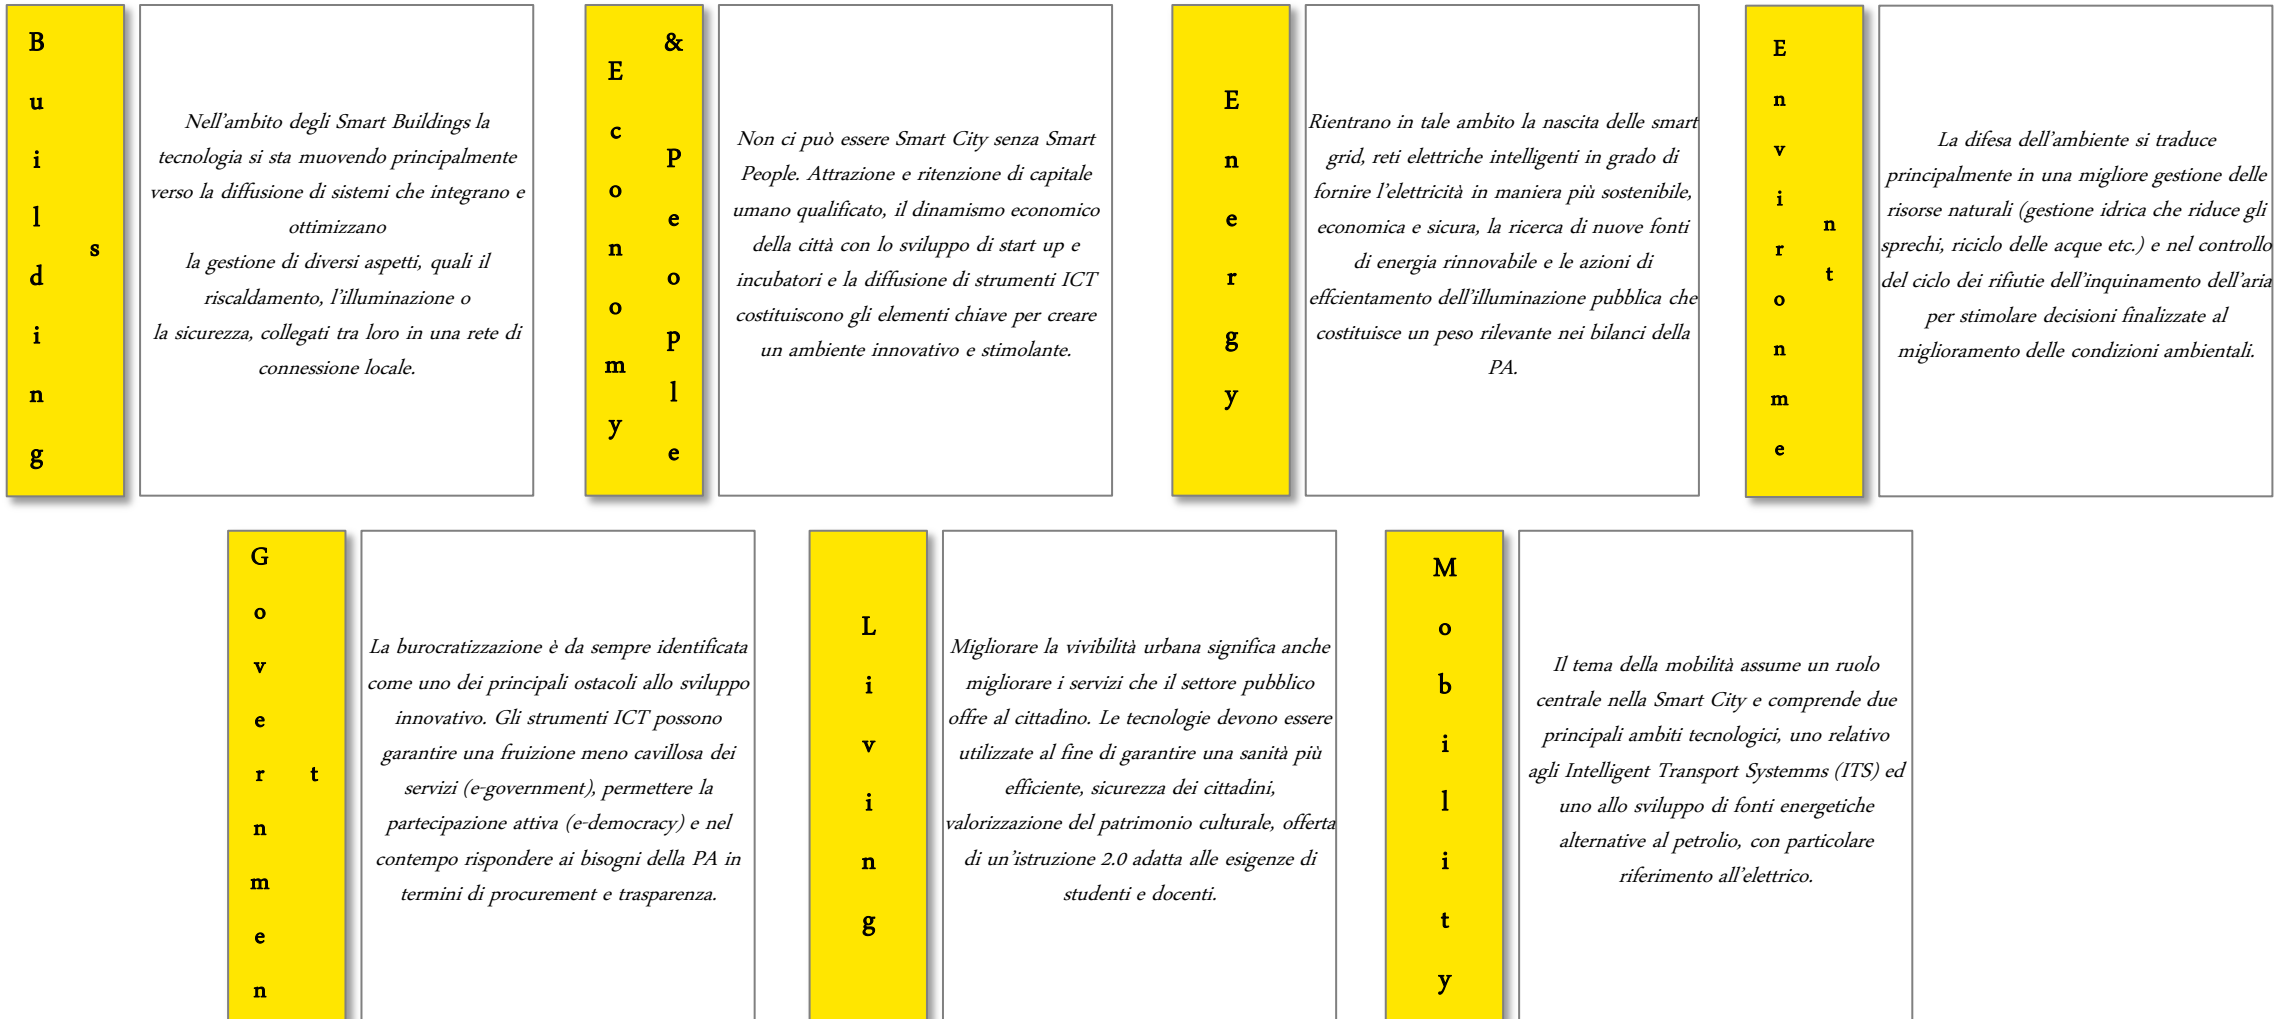 Buildings
Nell'ambito degli Smart Buildings la
tecnologia si sta muovendo principalmente
verso la diffusione di sistemi che integrano e
ottimizzano
la gestione di diversi aspetti, quali il
riscaldamento, l'illuminazione o
la sicurezza, collegati tra loro in una rete di
connessione locale.
Economy
& People
Non ci può essere Smart City senza Smart
People. Attrazione e ritenzione di capitale
umano qualificato, il dinamismo economico
della città con lo sviluppo di start up e
incubatori e la diffusione di strumenti ICT
costituiscono gli elementi chiave per creare
un ambiente innovativo e stimolante.
Energy
Rientrano in tale ambito la nascita delle smart
grid, reti elettriche intelligenti in grado di
fornire l'elettricità in maniera più sostenibile,
economica e sicura, la ricerca di nuove fonti
di energia rinnovabile e le azioni di
effcientamento dell'illuminazione pubblica che
costituisce un peso rilevante nei bilanci della
PA.
Environment
La difesa dell'ambiente si traduce
principalmente in una migliore gestione delle
risorse naturali (gestione idrica che riduce gli
sprechi, riciclo delle acque etc.) e nel controllo
del ciclo dei rifiutie dell'inquinamento dell'aria
per stimolare decisioni finalizzate al
miglioramento delle condizioni ambientali.
Government
La burocratizzazione è da sempre identificata
come uno dei principali ostacoli allo sviluppo
innovativo. Gli strumenti ICT possono
garantire una fruizione meno cavillosa dei
servizi (e-government), permettere la
partecipazione attiva (e-democracy) e nel
contempo rispondere ai bisogni della PA in
termini di procurement e trasparenza.
Living
Migliorare la vivibilità urbana significa anche
migliorare i servizi che il settore pubblico
offre al cittadino. Le tecnologie devono essere
utilizzate al fine di garantire una sanità più
efficiente, sicurezza dei cittadini,
valorizzazione del patrimonio culturale, offerta
di un'istruzione 2.0 adatta alle esigenze di
studenti e docenti.
Mobility
Il tema della mobilità assume un ruolo
centrale nella Smart City e comprende due
principali ambiti tecnologici, uno relativo
agli Intelligent Transport Systemms (ITS) ed
uno allo sviluppo di fonti energetiche
alternative al petrolio, con particolare
riferimento all'elettrico.